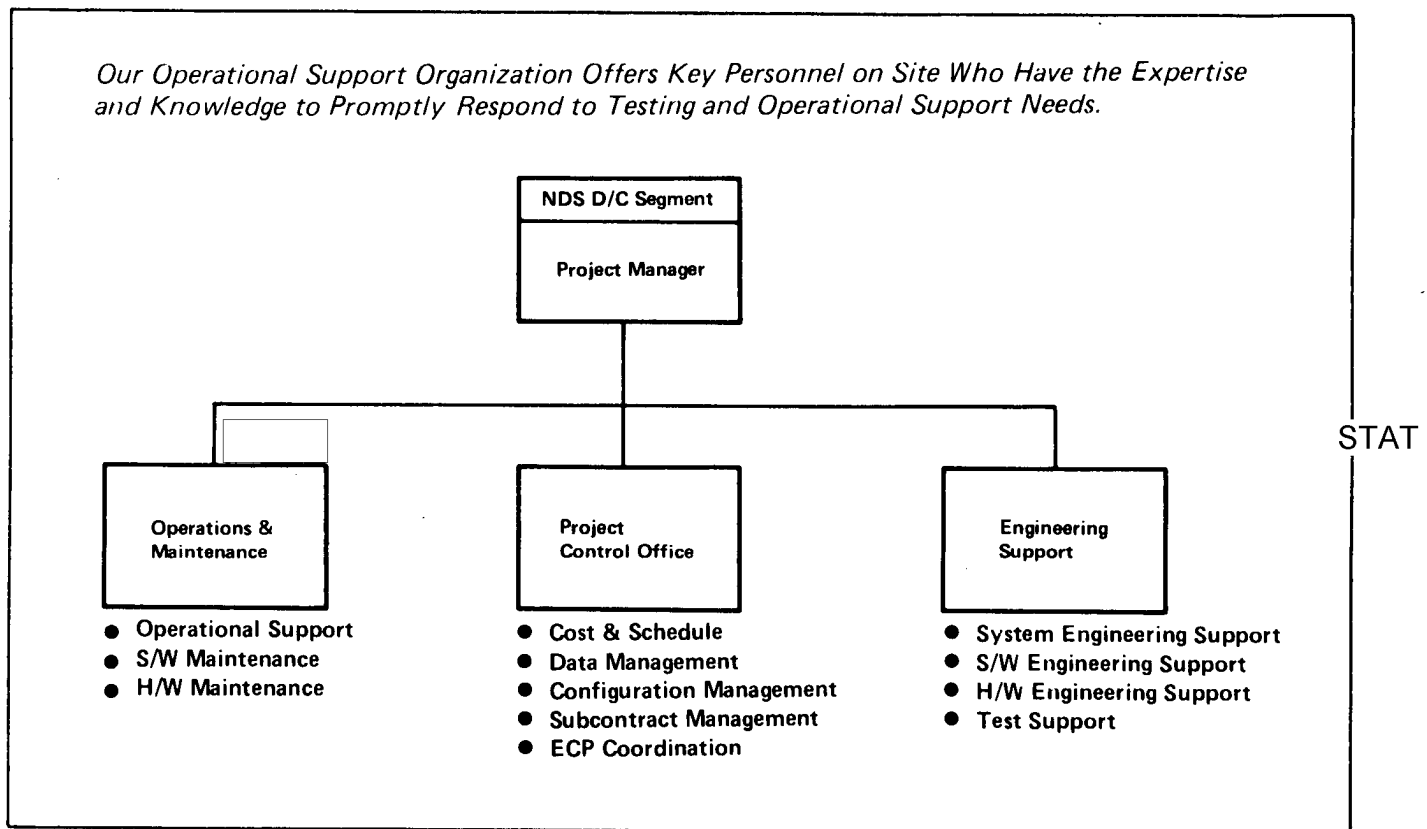 Our Operational Support Organization Offers Key Personnel on Site Who Have the Expertise
and Knowledge to Promptly Respond to Testing and Operational Support Needs.
NDS D/C Segment
Project Manager
STAT
Operations &
Maintenance
Project
Control Office
Engineering
Support
● Operational Support
● S/W Maintenance
● H/W Maintenance
● Cost & Schedule
● Data Management
● Configuration Management
● Subcontract Management
● ECP Coordination
● System Engineering Support
● S/W Engineering Support
● H/W Engineering Support
● Test Support